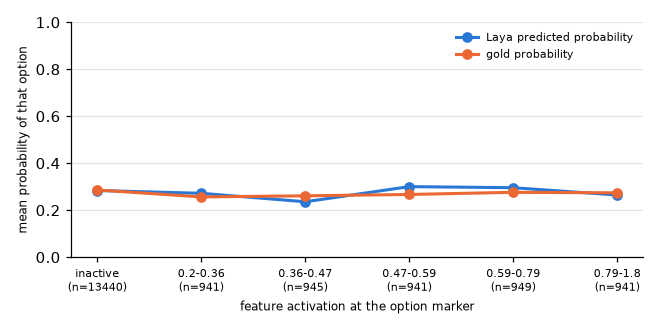 1.0
0.8
0.6
0.4
0.2
0.0
mean probability of that option
Laya predicted probability
gold probability
inactive
(n=13440)
0.2-0.36
(n=941)
0.36-0.47
(n=945)
0.47-0.59
(n=941)
0.59-0.79
(n=949)
0.79-1.8
(n=941)
feature activation at the option marker